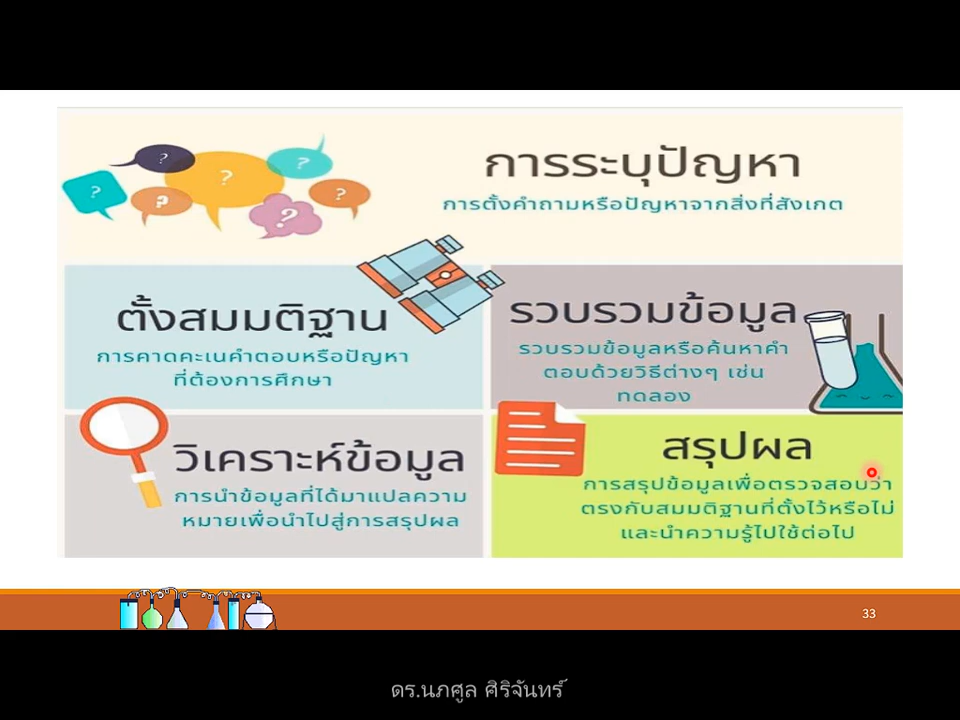 ? ? ? ? ? ?
การระบุปัญหา
การตั้งคำถามหรือปัญหาจากสิ่งที่สังเกต
ตั้งสมมติฐาน
การคาดคะเนคำตอบหรือปัญหา
ที่ต้องการศึกษา
รวบรวมข้อมูล
รวบรวมข้อมูลหรือค้นหาคำ
ตอบด้วยวิธีต่างๆ เช่น
ทดลอง
วิเคราะห์ข้อมูล
การนำข้อมูลที่ได้มาแปลความ
หมายเพื่อนำไปสู่การสรุปผล
สรุปผล
การสรุปข้อมูลเพื่อตรวจสอบว่า
ตรงกับสมมติฐานที่ตั้งไว้หรือไม่
และนำความรู้ไปใช้ต่อไป
33
ดร.นภศูล ศิริจันทร์